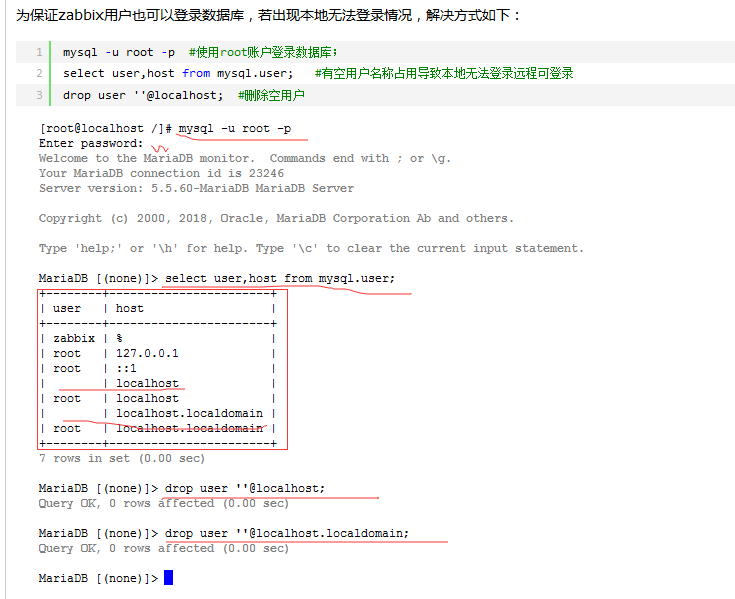 为保证zabbix用户也可以登录数据库，若出现本地无法登录情况，解决方式如下：
1 mysql -u root -p  #使用root账户登录数据库；
2 select user,host from mysql.user;   #有空用户名称占用导致本地无法登录远程可登录
3 drop user ''@localhost;  #删除空用户
[root@localhost /]# mysql -u root -p
Enter password:
Welcome to the MariaDB monitor.  Commands end with ; or \g.
Your MariaDB connection id is 23246
Server version: 5.5.60-MariaDB MariaDB Server
Copyright (c) 2000, 2018, Oracle, MariaDB Corporation Ab and others.
Type 'help;' or '\h' for help. Type '\c' to clear the current input statement.
MariaDB [(none)]> select user,host from mysql.user;
+--------+-----------------------+
| user   | host                  |
+--------+-----------------------+
| zabbix | %                     |
| root   | 127.0.0.1             |
| root   | ::1                   |
|        | localhost             |
| root   | localhost             |
|        | localhost.localdomain |
| root   | localhost.localdomain |
+--------+-----------------------+
7 rows in set (0.00 sec)
MariaDB [(none)]> drop user ''@localhost;
Query OK, 0 rows affected (0.00 sec)
MariaDB [(none)]> drop user ''@localhost.localdomain;
Query OK, 0 rows affected (0.00 sec)
MariaDB [(none)]>